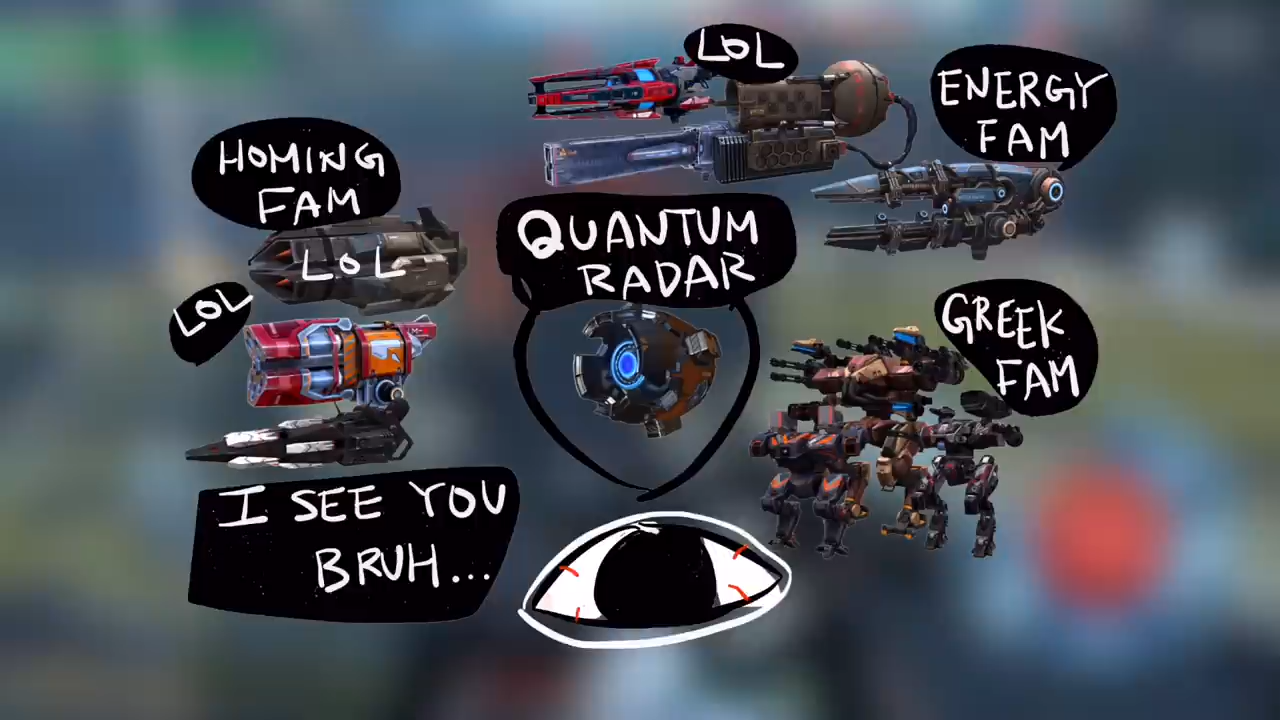 LOL
ENERGY
FAM
HOMING
FAM
LOL
LOL
QUANTUM
RADAR
GREEK
FAM
I SEE YOU
BRUH...